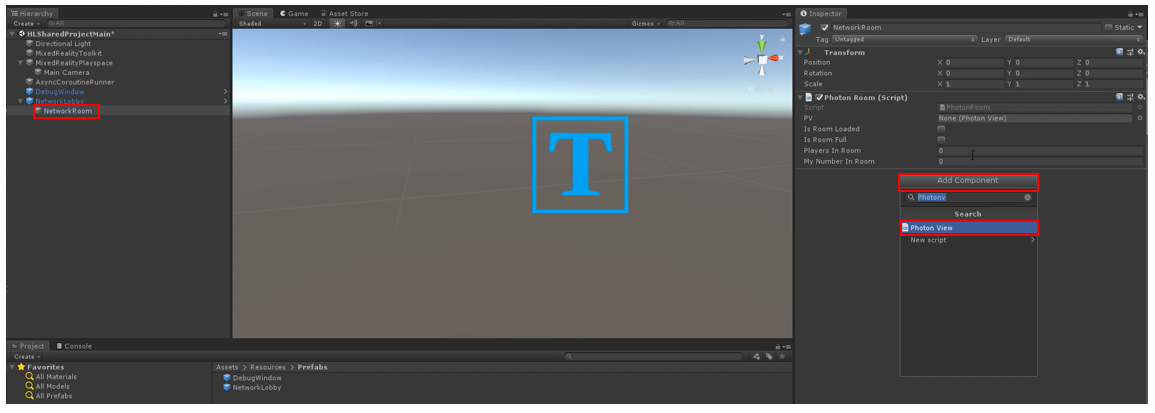 Hierarchy
Create
All
HLSharedProjectMain*
Directional Light
MixedRealityToolkit
MixedRealityPlayspace
Main Camera
AsyncCoroutineRunner
DebugWindow
NetworkLobby
NetworkRoom
Scene Game Asset Store
Shaded 2D Gizmos All
Y
Persp
T
Inspector
NetworkRoom Static
Tag Untagged Layer Default
Transform
Position X 0 Y 0 Z 0
Rotation X 0 Y 0 Z 0
Scale X 1 Y 1 Z 1
Photon Room (Script)
Script PhotonRoom
PV None (Photon View)
Is Room Loaded
Is Room Full
Players In Room 0
My Number In Room 0
Add Component
Photonv
Search
Photon View
New script
Project Console
Create
Favorites
All Materials
All Models
All Prefabs
Assets > Resources > Prefabs
DebugWindow
NetworkLobby